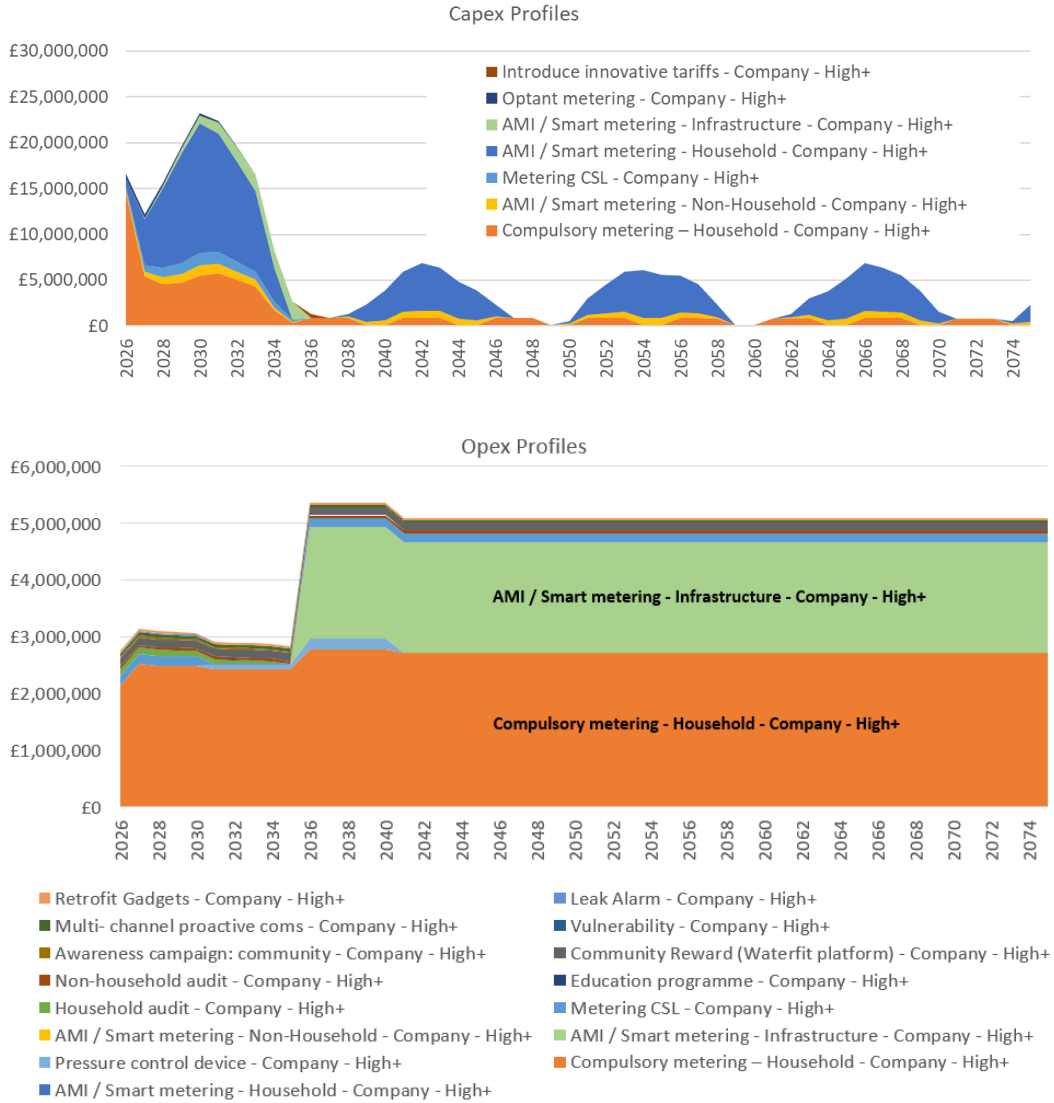 Capex Profiles
£30,000,000
£25,000,000
£20,000,000
£15,000,000
£10,000,000
£5,000,000
£0
Introduce innovative tariffs - Company - High+
Optant metering - Company - High+
AMI / Smart metering - Infrastructure - Company - High+
AMI / Smart metering - Household - Company - High+
Metering CSL - Company - High+
AMI / Smart metering - Non-Household - Company - High+
Compulsory metering – Household - Company - High+
2026
2028
2030
2032
2034
2036
2038
2040
2042
2044
2046
2048
2050
2052
2054
2056
2058
2060
2062
2064
2066
2068
2070
2072
2074
Opex Profiles
£6,000,000
£5,000,000
£4,000,000
£3,000,000
£2,000,000
£1,000,000
£0
AMI / Smart metering - Infrastructure - Company - High+
Compulsory metering - Household - Company - High+
2026
2028
2030
2032
2034
2036
2038
2040
2042
2044
2046
2048
2050
2052
2054
2056
2058
2060
2062
2064
2066
2068
2070
2072
2074
Retrofit Gadgets - Company - High+
Leak Alarm - Company - High+
Multi- channel proactive coms - Company - High+
Vulnerability - Company - High+
Awareness campaign: community - Company - High+
Community Reward (Waterfit platform) - Company - High+
Non-household audit - Company - High+
Education programme - Company - High+
Household audit - Company - High+
Metering CSL - Company - High+
AMI / Smart metering - Non-Household - Company - High+
AMI / Smart metering - Infrastructure - Company - High+
Pressure control device - Company - High+
Compulsory metering – Household - Company - High+
AMI / Smart metering - Household - Company - High+